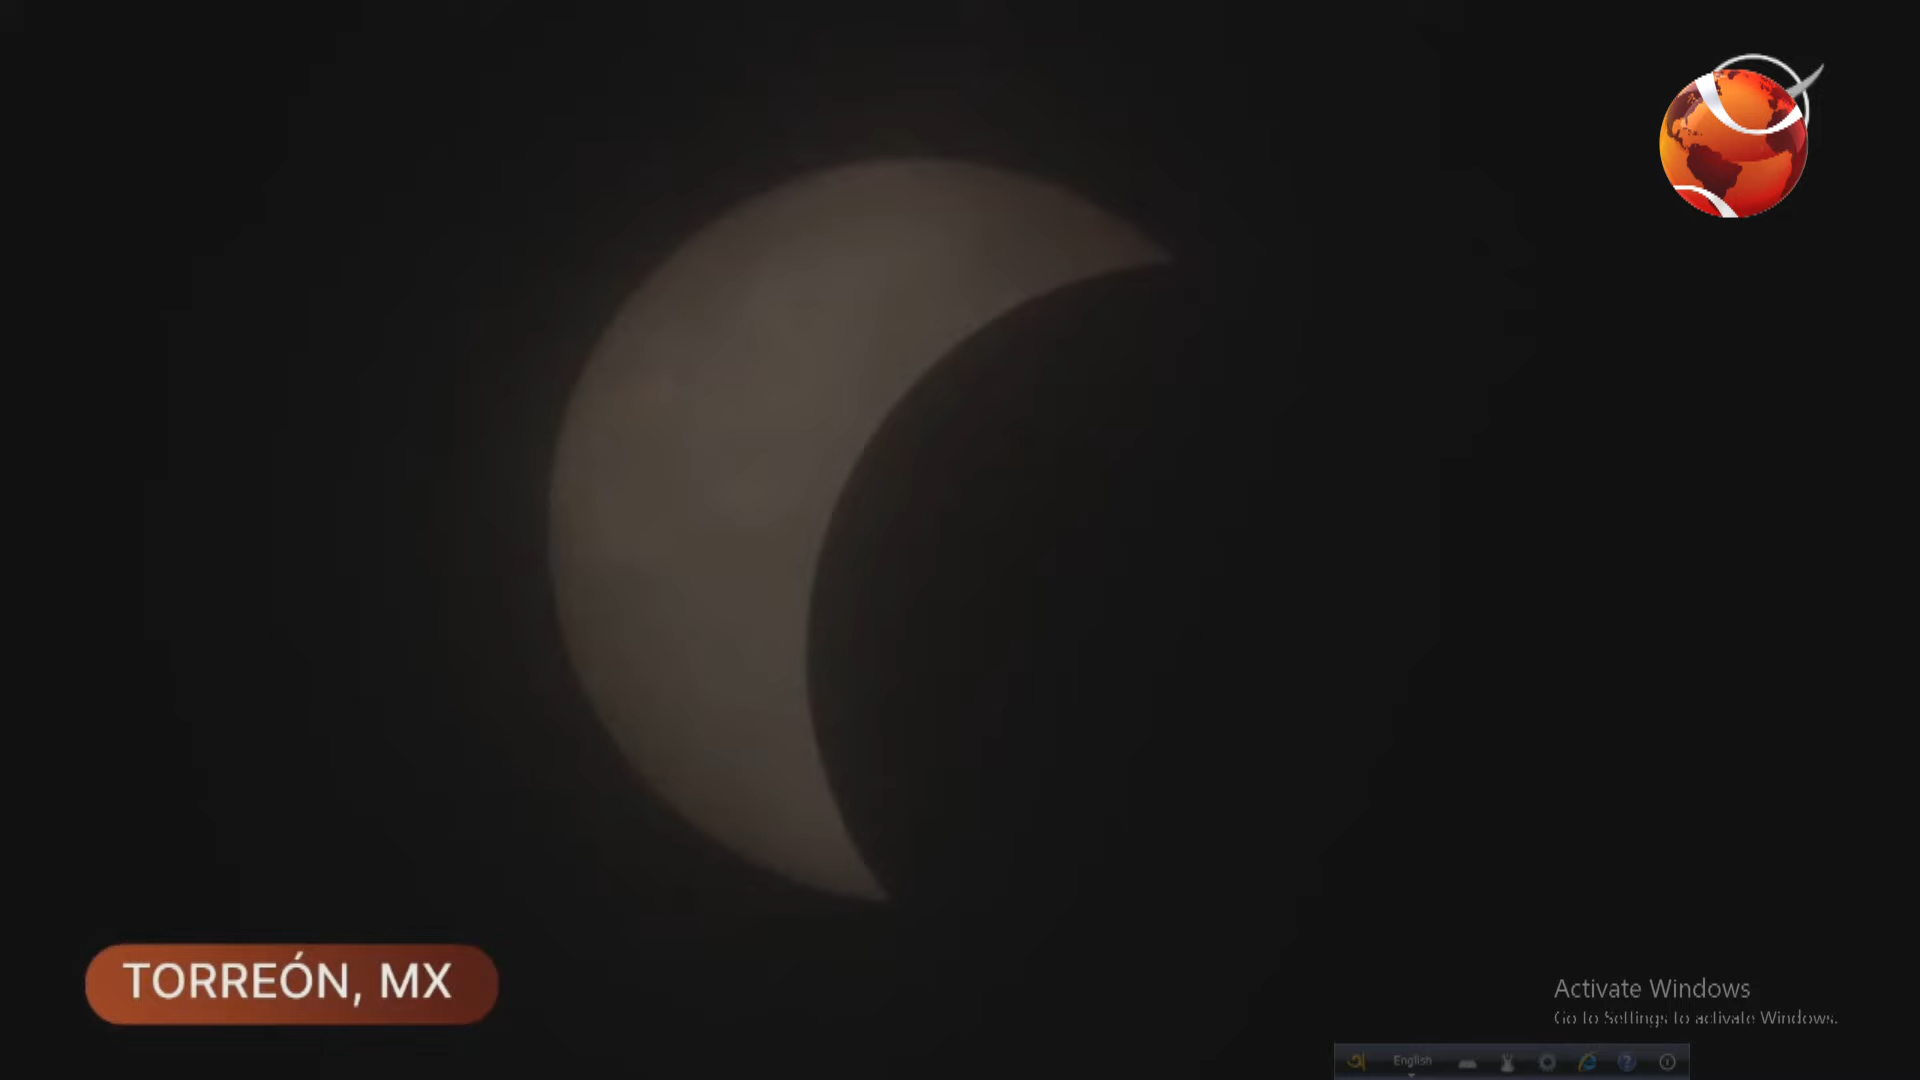 TORREÓN, MX
Activate Windows
Go to Settings to activate Windows.
অ English